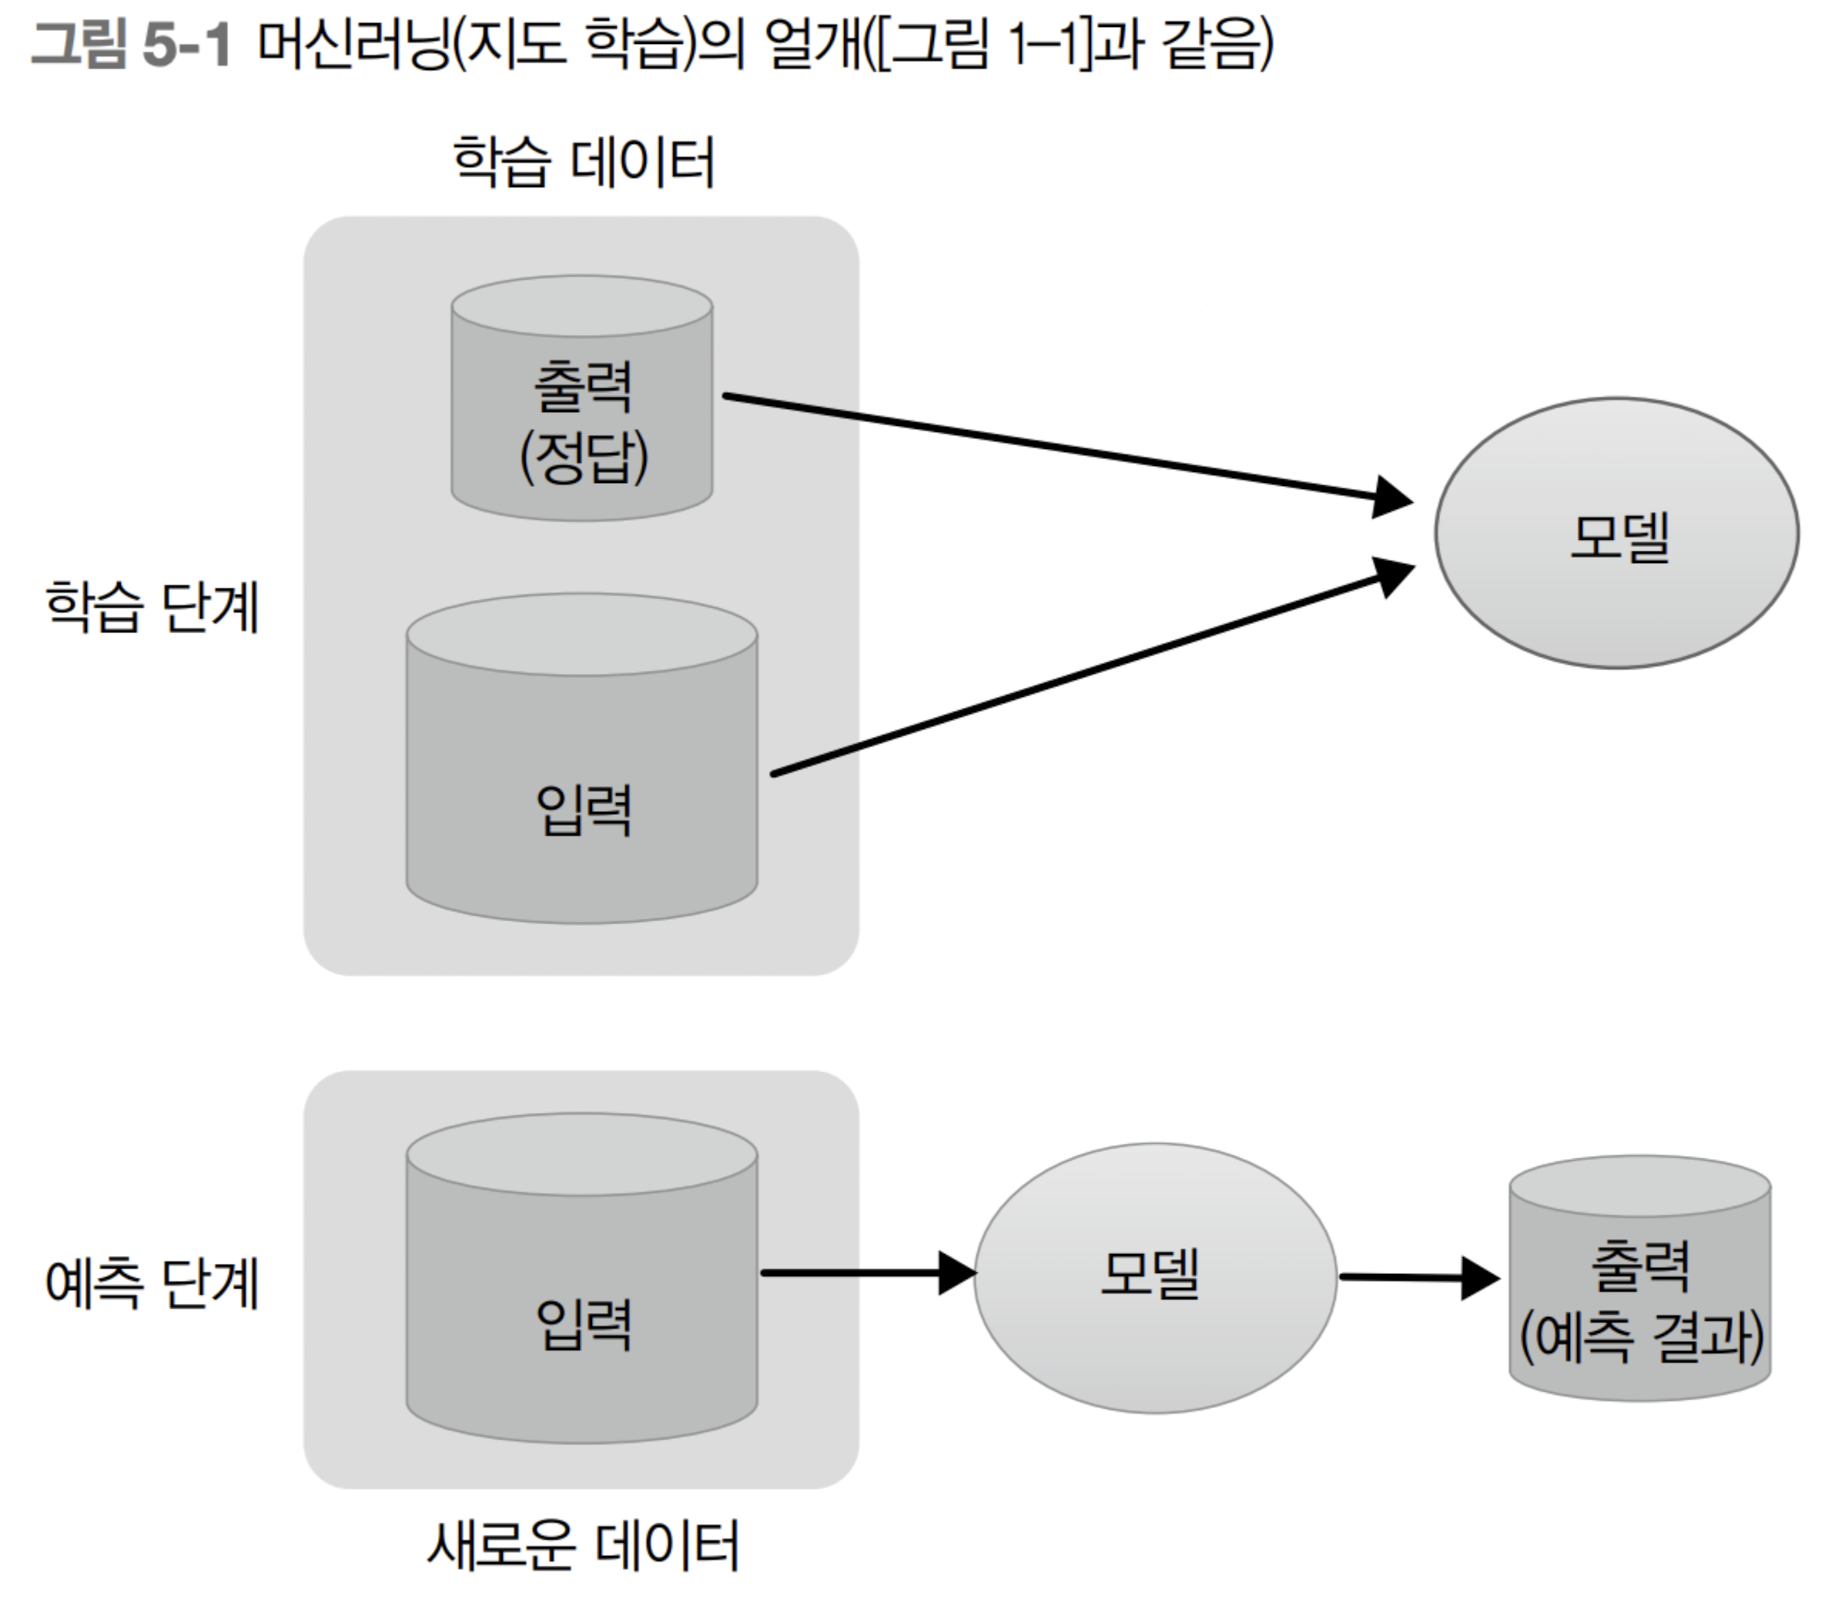 그림 5-1 머신러닝(지도 학습)의 얼개([그림 1-1]과 같음)
학습 데이터
출력
(정답)
모델
학습 단계
입력
예측 단계
입력
모델
출력
(예측 결과)
새로운 데이터